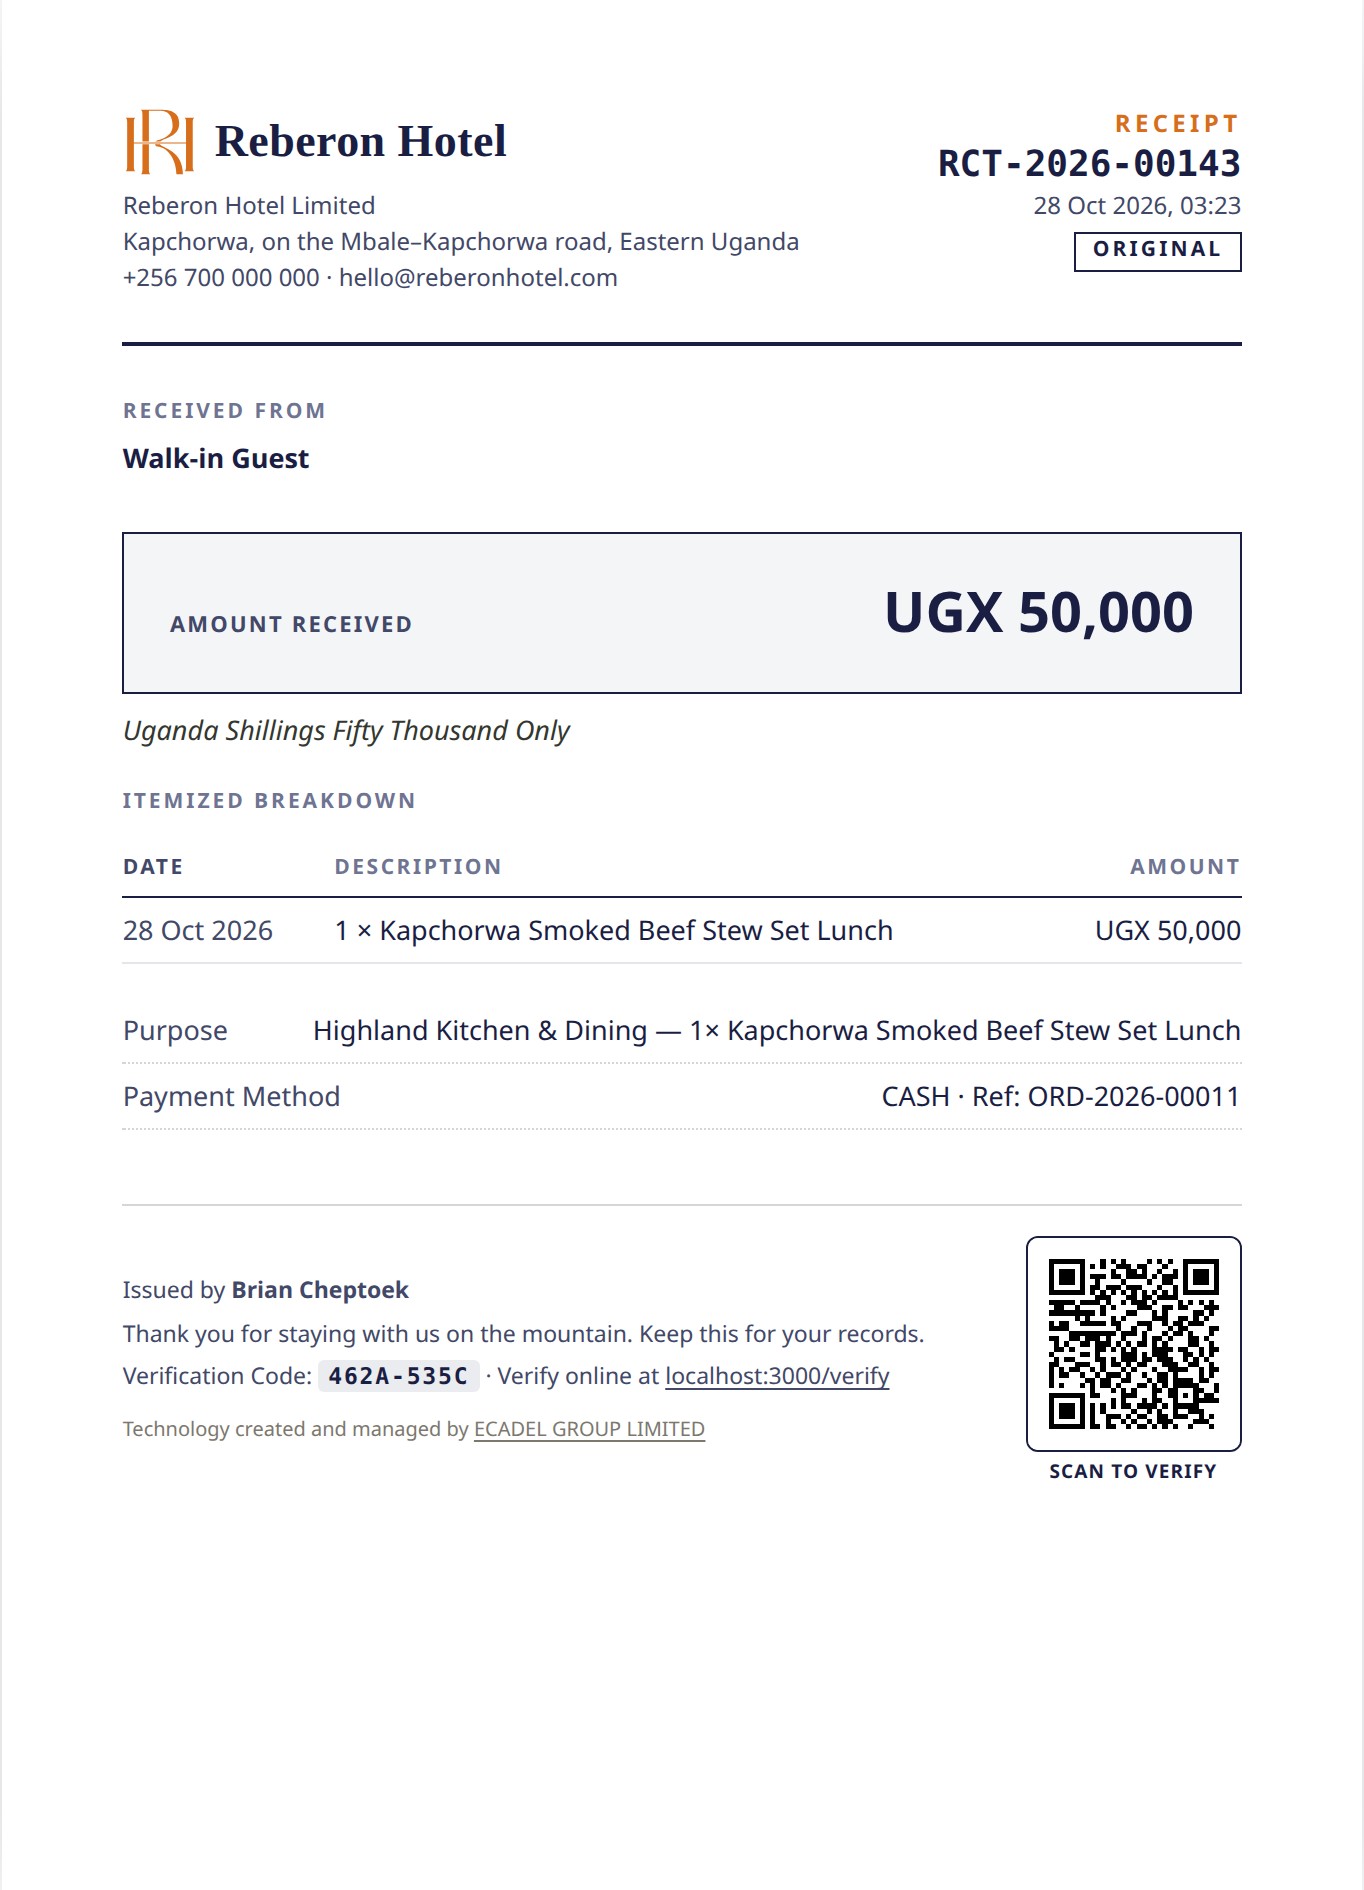 Reberon Hotel
Reberon Hotel Limited
Kapchorwa, on the Mbale–Kapchorwa road, Eastern Uganda
+256 700 000 000 · hello@reberonhotel.com
RECEIPT
RCT-2026-00143
28 Oct 2026, 03:23
ORIGINAL
RECEIVED FROM
Walk-in Guest
AMOUNT RECEIVED UGX 50,000
Uganda Shillings Fifty Thousand Only
ITEMIZED BREAKDOWN
DATE DESCRIPTION AMOUNT
28 Oct 2026 1 × Kapchorwa Smoked Beef Stew Set Lunch UGX 50,000
Purpose Highland Kitchen & Dining — 1× Kapchorwa Smoked Beef Stew Set Lunch
Payment Method CASH · Ref: ORD-2026-00011
Issued by Brian Cheptoek
Thank you for staying with us on the mountain. Keep this for your records.
Verification Code: 462A-535C · Verify online at localhost:3000/verify
Technology created and managed by ECADEL GROUP LIMITED
SCAN TO VERIFY